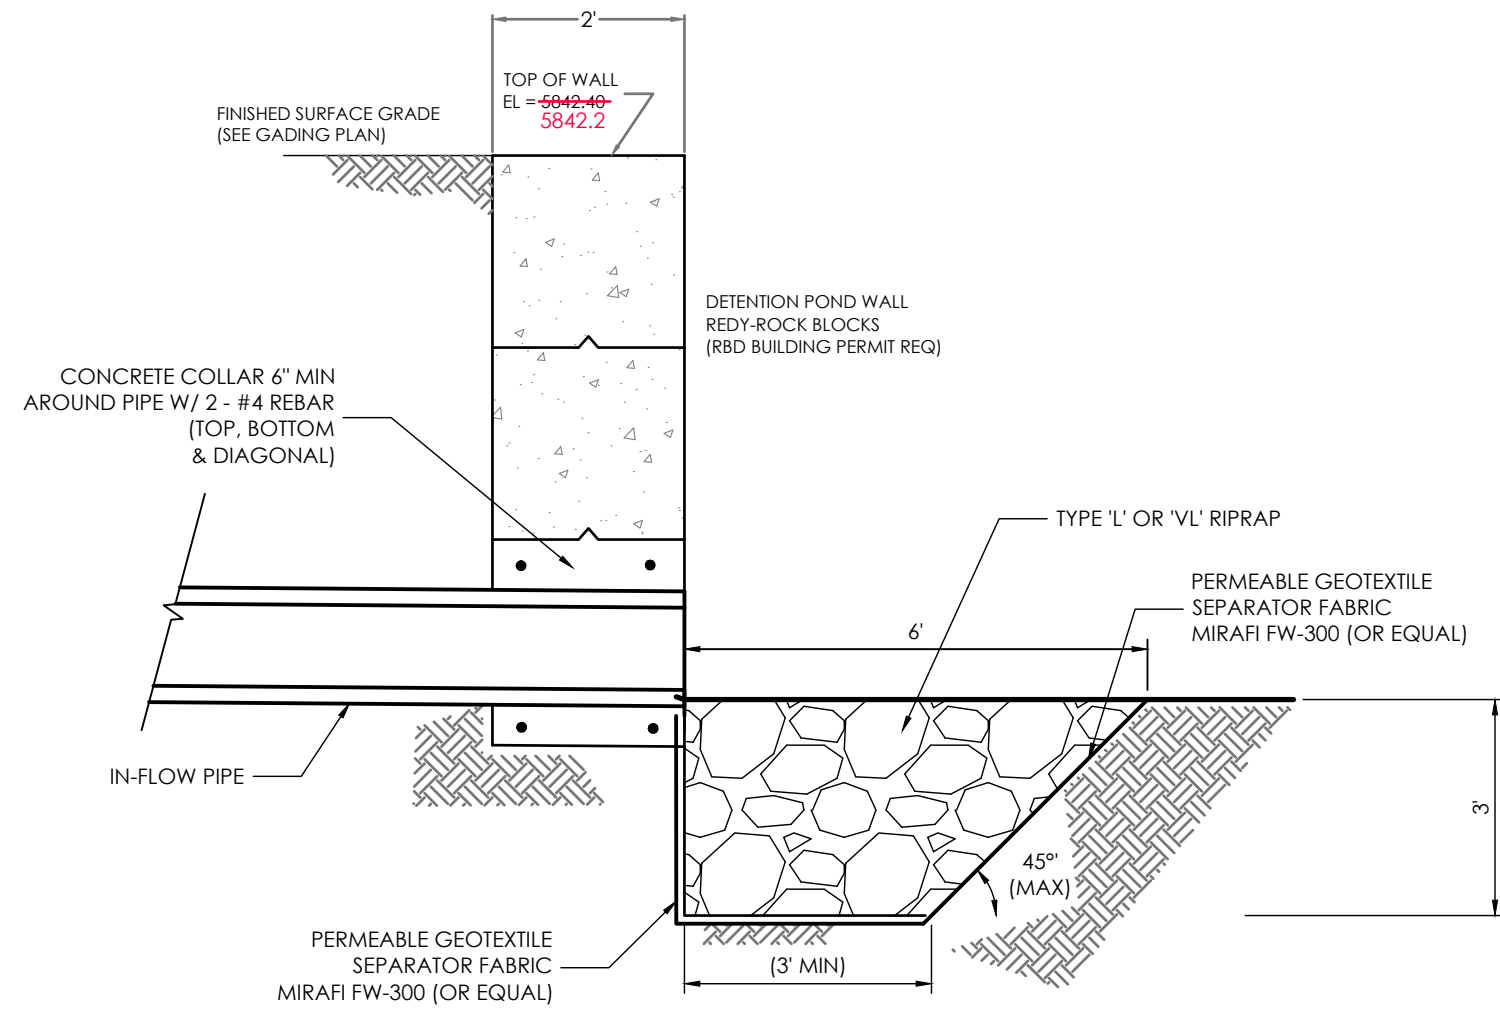 2'
TOP OF WALL
EL = 5842.40
5842.2
FINISHED SURFACE GRADE
(SEE GADING PLAN)
DETENTION POND WALL
REDY-ROCK BLOCKS
(RBD BUILDING PERMIT REQ)
CONCRETE COLLAR 6" MIN
AROUND PIPE W/ 2 - #4 REBAR
(TOP, BOTTOM
& DIAGONAL)
TYPE 'L' OR 'VL' RIPRAP
PERMEABLE GEOTEXTILE
SEPARATOR FABRIC
MIRAFI FW-300 (OR EQUAL)
6'
IN-FLOW PIPE
3'
45°'
(MAX)
PERMEABLE GEOTEXTILE
SEPARATOR FABRIC
MIRAFI FW-300 (OR EQUAL)
(3' MIN)